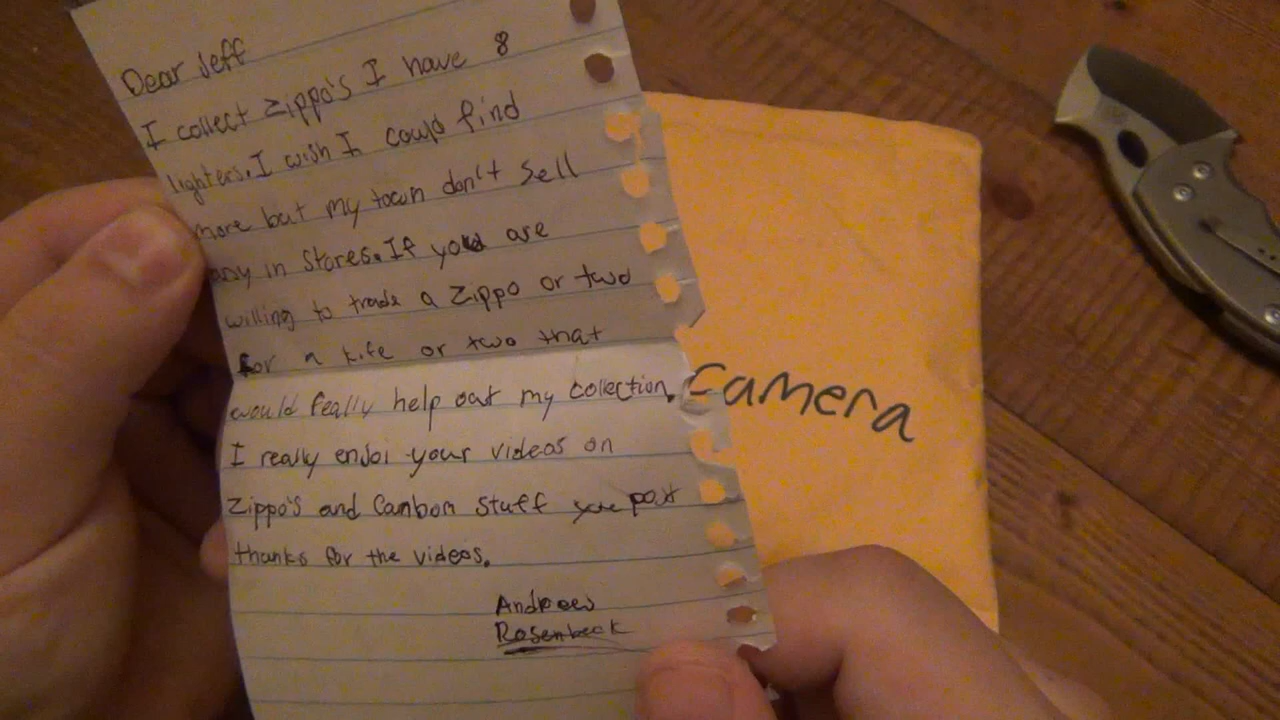 Dear Jeff
I collect Zippo's I have 8
lighters. I wish I could find
more but my town don't sell
any in stores. If you are
willing to trade a Zippo or two
for a kife or two that
would really help out my collection.
I really enjoi your videos on
Zippo's and Canbon stuff you post
thanks for the videos.
Andrew
Rosenbeck
Camera